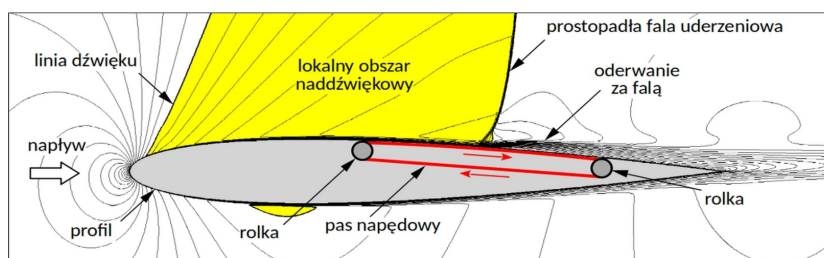 prostopadła fala uderzeniowa
linia dźwięku
lokalny obszar
naddźwiękowy
oderwanie
za falą
napływ
profil
rolka
pas napędowy
rolka